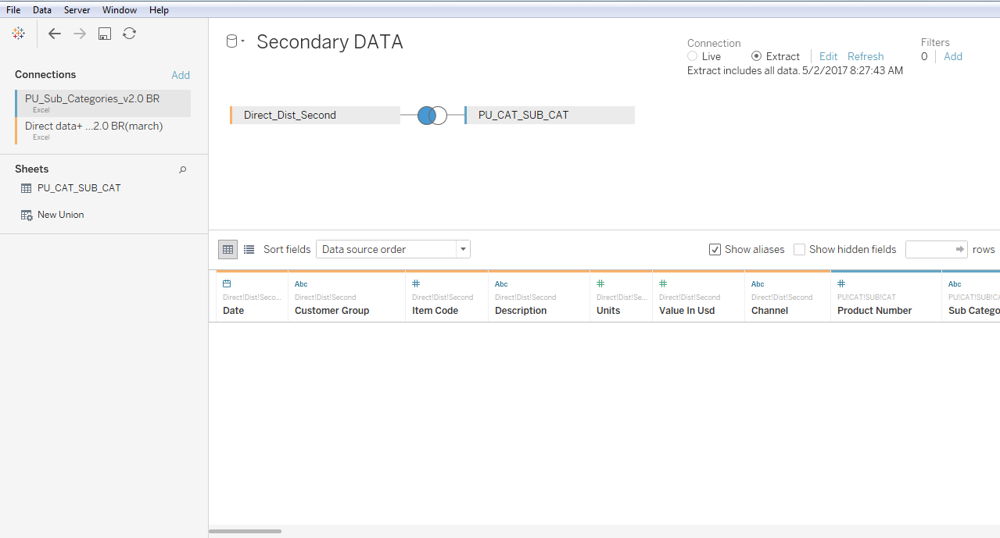 File Data Server Window Help
Secondary DATA
Connection
Live Extract Edit Refresh
Extract includes all data. 5/2/2017 8:27:43 AM
Filters
0 Add
Connections Add
PU_Sub_Categories_v2.0 BR
Excel
Direct data+ ...2.0 BR(march)
Excel
Sheets
PU_CAT_SUB_CAT
New Union
Direct_Dist_Second PU_CAT_SUB_CAT
Sort fields Data source order Show aliases Show hidden fields rows
Abc # Abc # # Abc # Abc
Direct!Dist!Seco... Direct!Dist!Second Direct!Dist!Second Direct!Dist!Second Direct!Dist!Se... Direct!Dist!Second Direct!Dist!Second PU!CAT!SUB!CAT PU!CAT!SUB!CA
Date Customer Group Item Code Description Units Value In Usd Channel Product Number Sub Catego